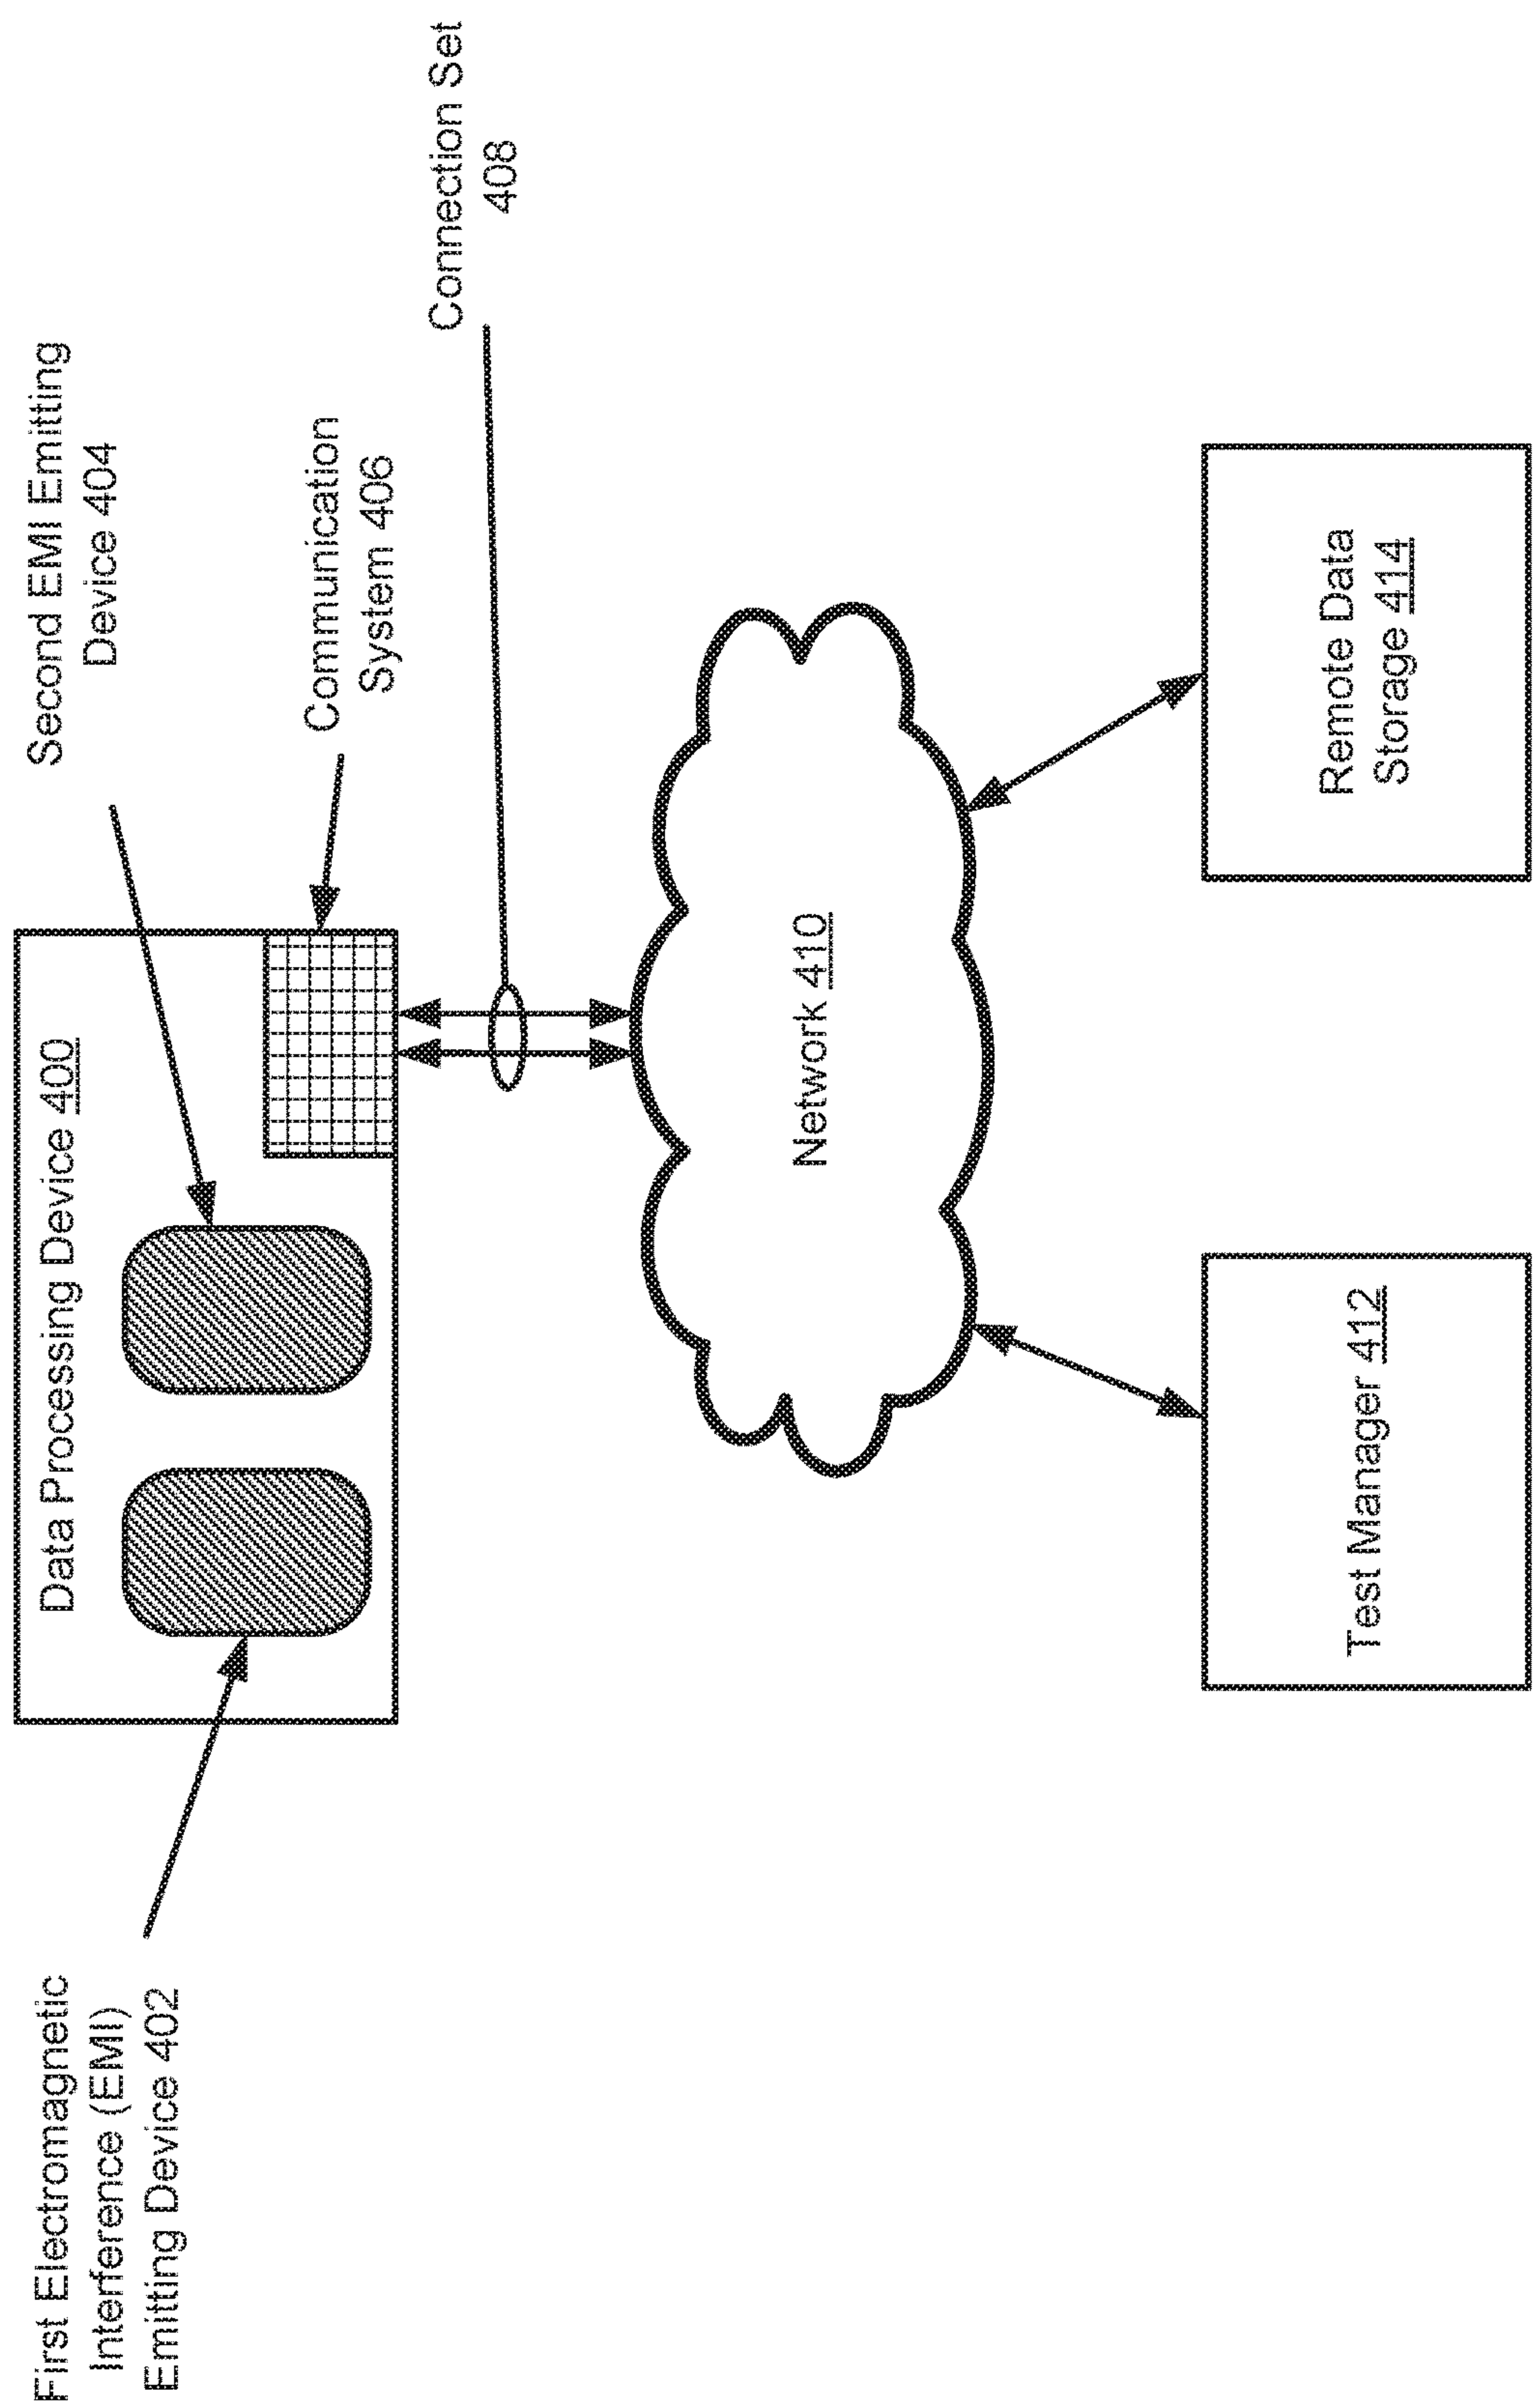 First Electromagnetic
Interference (EMI)
Emitting Device 402
Data Processing Device 400
Second EMI Emitting
Device 404
Communication
System 406
Connection Set
408
Network 410
Test Manager 412
Remote Data
Storage 414